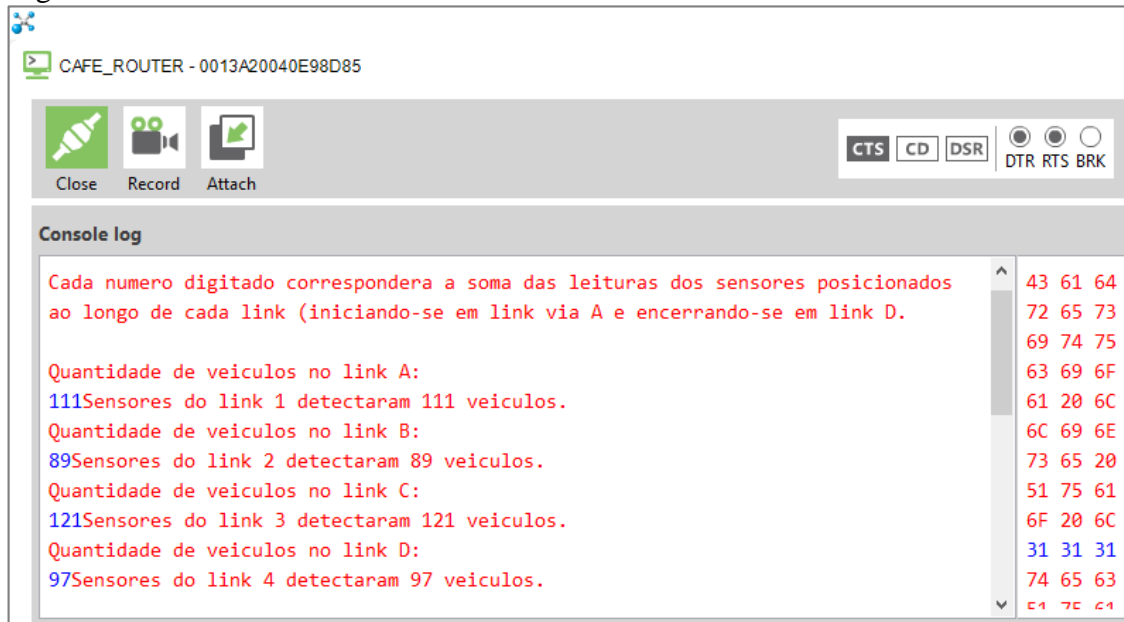 CAFE_ROUTER - 0013A20040E98D85
CTS CD DSR DTR RTS BRK
Close Record Attach
Console log
Cada numero digitado correspondera a soma das leituras dos sensores posicionados
ao longo de cada link (iniciando-se em link via A e encerrando-se em link D.
Quantidade de veiculos no link A:
111Sensores do link 1 detectaram 111 veiculos.
Quantidade de veiculos no link B:
89Sensores do link 2 detectaram 89 veiculos.
Quantidade de veiculos no link C:
121Sensores do link 3 detectaram 121 veiculos.
Quantidade de veiculos no link D:
97Sensores do link 4 detectaram 97 veiculos.
43 61 64
72 65 73
69 74 75
63 69 6F
61 20 6C
6C 69 6E
73 65 20
51 75 61
6F 20 6C
31 31 31
74 65 63
51 75 61